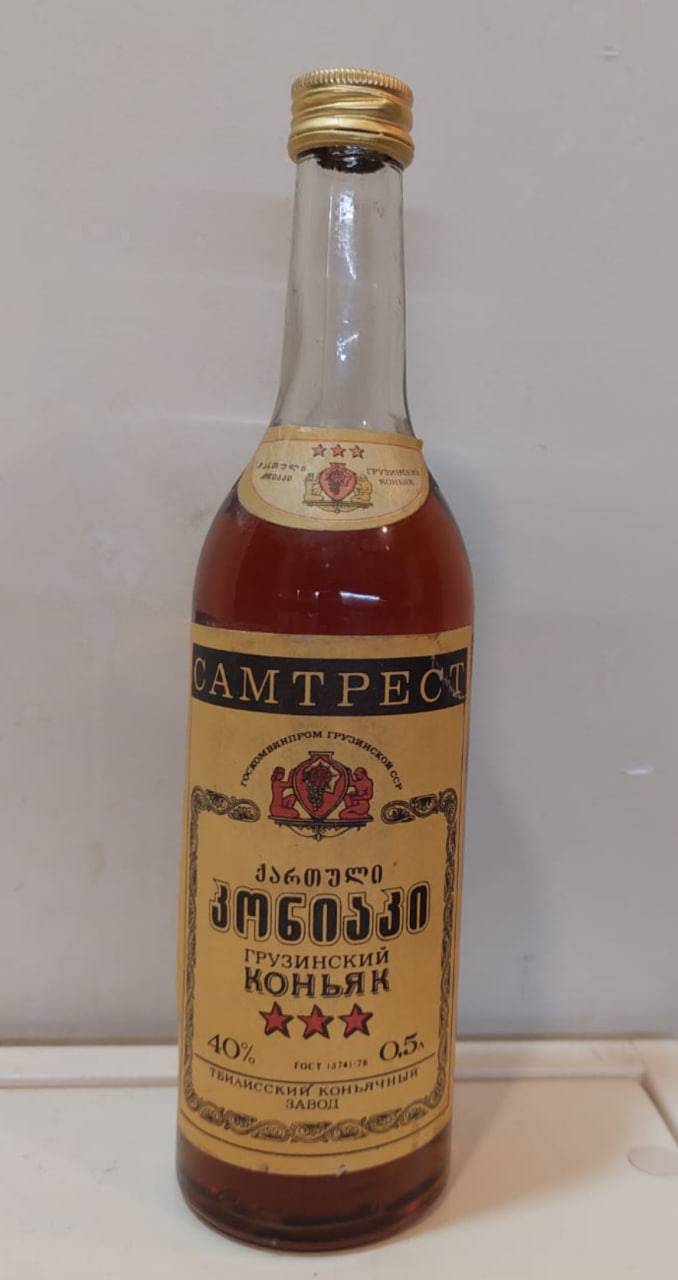 ქართული
კონიაკი
ГРУЗИНСКИЙ
КОНЬЯК
САМТРЕСТ
ГОСКОМВИНПРОМ ГРУЗИНСКОЙ ССР
ქართული
კონიაკი
ГРУЗИНСКИЙ
КОНЬЯК
40% ГОСТ 13741-78 0,5л
ТБИЛИССКИЙ КОНЬЯЧНЫЙ
ЗАВОД